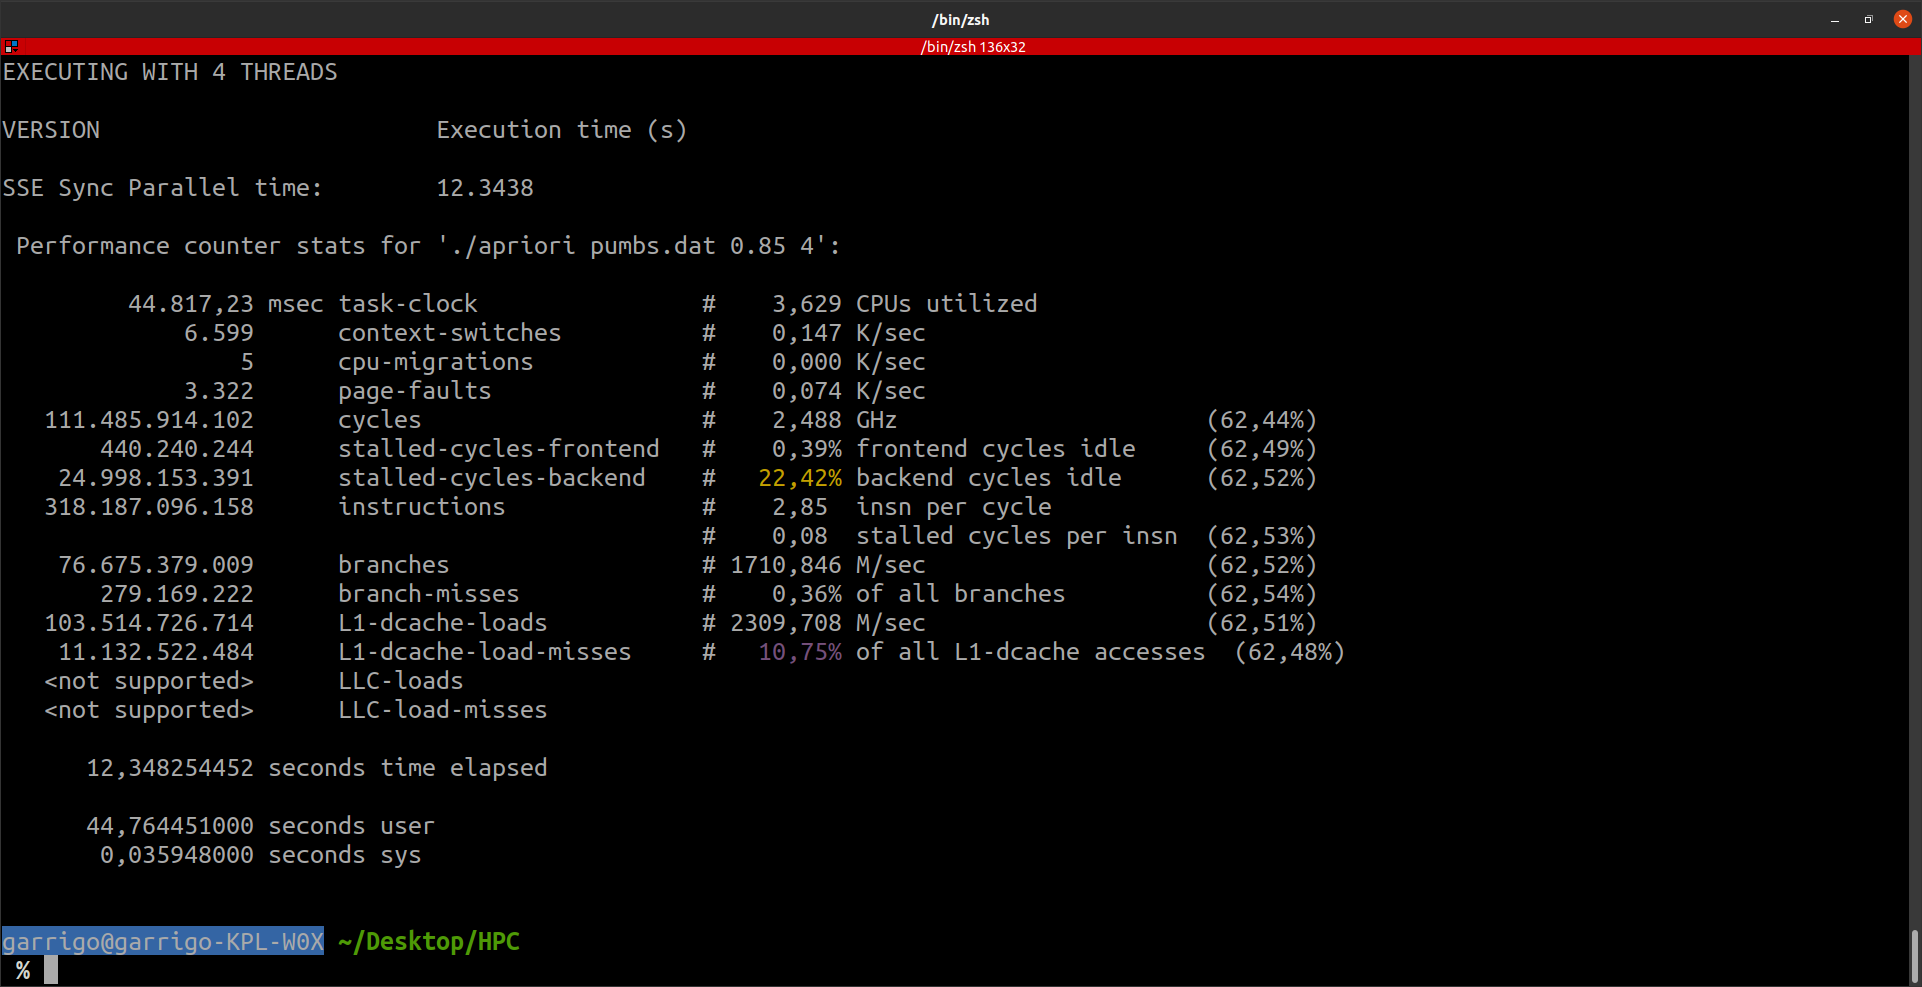 /bin/zsh
/bin/zsh 136x32
EXECUTING WITH 4 THREADS
VERSION Execution time (s)
SSE Sync Parallel time: 12.3438
Performance counter stats for './apriori pumbs.dat 0.85 4':
44.817,23 msec task-clock # 3,629 CPUs utilized
6.599 context-switches # 0,147 K/sec
5 cpu-migrations # 0,000 K/sec
3.322 page-faults # 0,074 K/sec
111.485.914.102 cycles # 2,488 GHz (62,44%)
440.240.244 stalled-cycles-frontend # 0,39% frontend cycles idle (62,49%)
24.998.153.391 stalled-cycles-backend # 22,42% backend cycles idle (62,52%)
318.187.096.158 instructions # 2,85 insn per cycle
# 0,08 stalled cycles per insn (62,53%)
76.675.379.009 branches # 1710,846 M/sec (62,52%)
279.169.222 branch-misses # 0,36% of all branches (62,54%)
103.514.726.714 L1-dcache-loads # 2309,708 M/sec (62,51%)
11.132.522.484 L1-dcache-load-misses # 10,75% of all L1-dcache accesses (62,48%)
<not supported> LLC-loads
<not supported> LLC-load-misses
12,348254452 seconds time elapsed
44,764451000 seconds user
0,035948000 seconds sys
garrigo@garrigo-KPL-W0X ~/Desktop/HPC
%